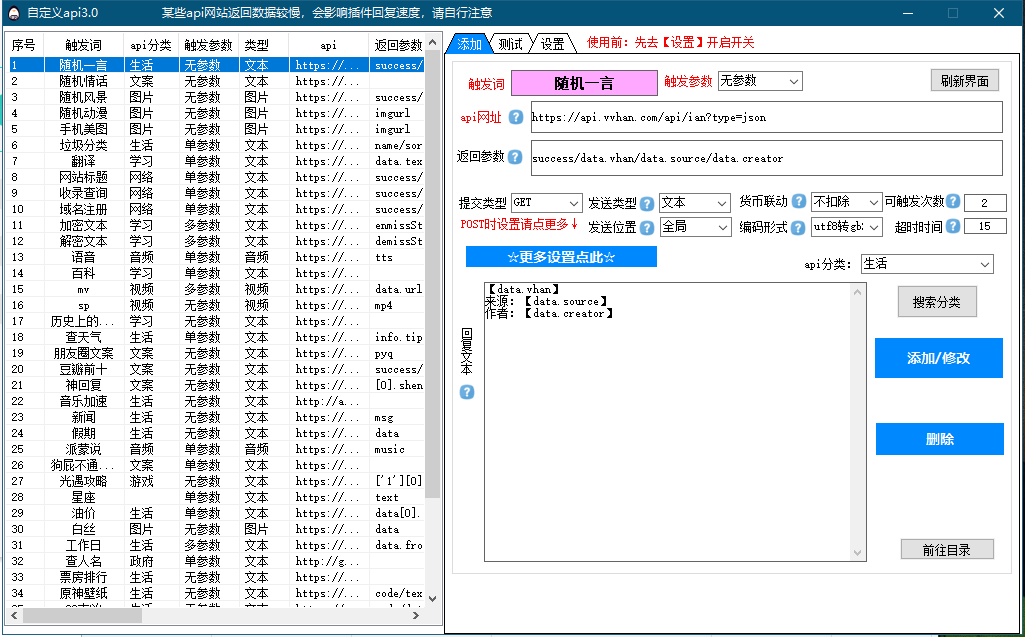 自定义api3.0 某些api网站返回数据较慢，会影响插件回复速度，请自行注意
序号 触发词 api分类 触发参数 类型 api 返回参数
1 随机一言 生活 无参数 文本 https://... success/
2 随机情话 文案 无参数 文本 https://...
3 随机风景 图片 无参数 图片 https://... success/
4 随机动漫 图片 无参数 图片 https://... imgurl
5 手机美图 图片 无参数 图片 https://... imgurl
6 垃圾分类 生活 单参数 文本 https://... name/sor
7 翻译 学习 单参数 文本 https://... data.tex
8 网站标题 网络 单参数 文本 https://... success/
9 收录查询 网络 单参数 文本 https://... success/
10 域名注册 网络 单参数 文本 https://... success/
11 加密文本 学习 多参数 文本 https://... enmissSt
12 解密文本 学习 多参数 文本 https://... demissSt
13 语音 音频 单参数 音频 https://... tts
14 百科 学习 单参数 文本 https://...
15 mv 视频 多参数 视频 https://... data.url
16 sp 视频 无参数 视频 https://... mp4
17 历史上的... 学习 无参数 文本 https://...
18 查天气 生活 单参数 文本 https://... info.tip
19 朋友圈文案 文案 无参数 文本 https://... pyq
20 豆瓣前十 文案 无参数 文本 https://... success/
21 神回复 文案 无参数 文本 https://... [0].shen
22 音乐加速 生活 无参数 文本 http://a...
23 新闻 生活 无参数 文本 https://... msg
24 假期 生活 无参数 文本 https://... data
25 派蒙说 音频 单参数 音频 https://... music
26 狗屁不通... 文案 单参数 文本 https://...
27 光遇攻略 游戏 无参数 文本 https://... ['1'][0]
28 星座 单参数 文本 https://... text
29 油价 生活 单参数 文本 https://... data[0].
30 白丝 图片 无参数 图片 https://... data
31 工作日 生活 多参数 文本 https://... data.fro
32 查人名 政府 单参数 文本 http://g...
33 票房排行 生活 无参数 文本 https://...
34 原神壁纸 生活 无参数 文本 https://... code/tex
添加 测试 设置 使用前：先去【设置】开启开关
触发词 随机一言 触发参数 无参数 刷新界面
api网址 ? https://api.vvhan.com/api/ian?type=json
返回参数 ? success/data.vhan/data.source/data.creator
提交类型 GET 发送类型 ? 文本 货币联动 ? 不扣除 可触发次数 ? 2
POST时设置请点更多↓ 发送位置 ? 全局 编码形式 ? utf8转gb: 超时时间 ? 15
☆更多设置点此☆ api分类： 生活
【data.vhan】
来源：【data.source】
作者：【data.creator】
回复文本
?
搜索分类
添加/修改
删除
前往目录